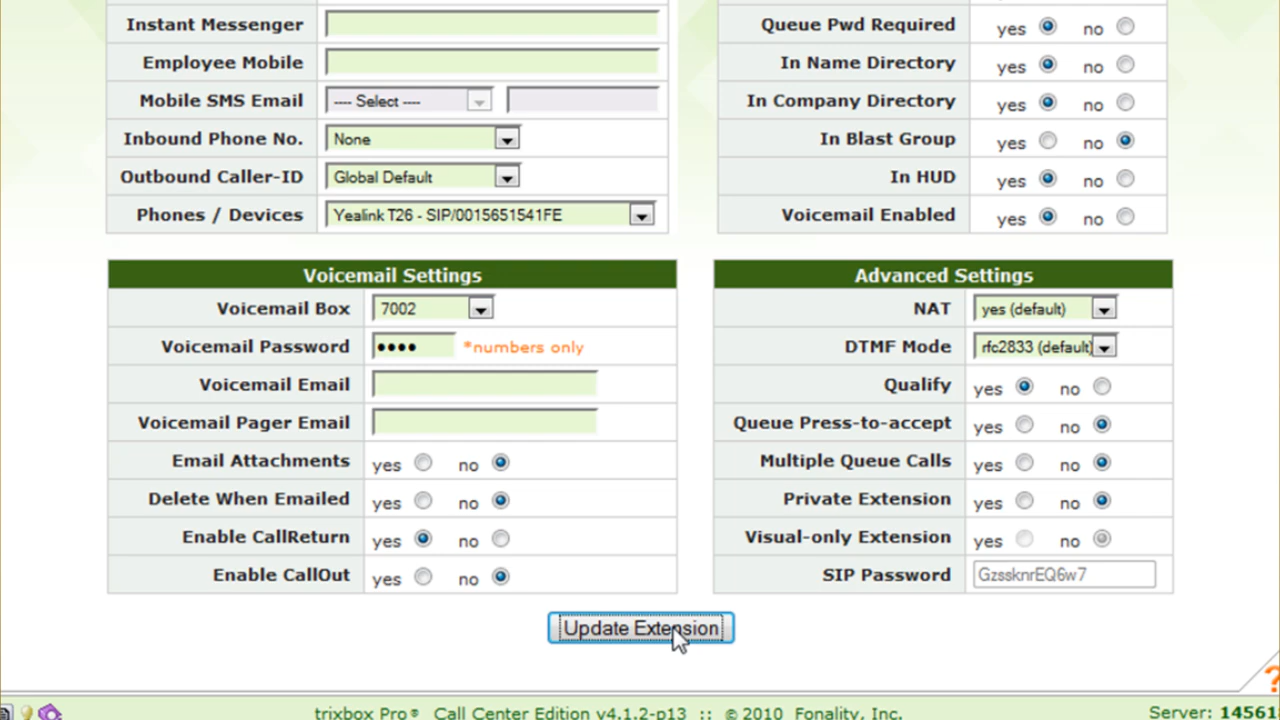 Instant Messenger
Employee Mobile
Mobile SMS Email ---- Select ----
Inbound Phone No. None
Outbound Caller-ID Global Default
Phones / Devices Yealink T26 - SIP/0015651541FE
Queue Pwd Required yes no
In Name Directory yes no
In Company Directory yes no
In Blast Group yes no
In HUD yes no
Voicemail Enabled yes no
Voicemail Settings
Voicemail Box 7002
Voicemail Password •••• *numbers only
Voicemail Email
Voicemail Pager Email
Email Attachments yes no
Delete When Emailed yes no
Enable CallReturn yes no
Enable CallOut yes no
Advanced Settings
NAT yes (default)
DTMF Mode rfc2833 (default)
Qualify yes no
Queue Press-to-accept yes no
Multiple Queue Calls yes no
Private Extension yes no
Visual-only Extension yes no
SIP Password GzssknrEQ6w7
Update Extension
?
trixbox Pro® Call Center Edition v4.1.2-p13 :: © 2010 Fonality, Inc.
Server: 14561